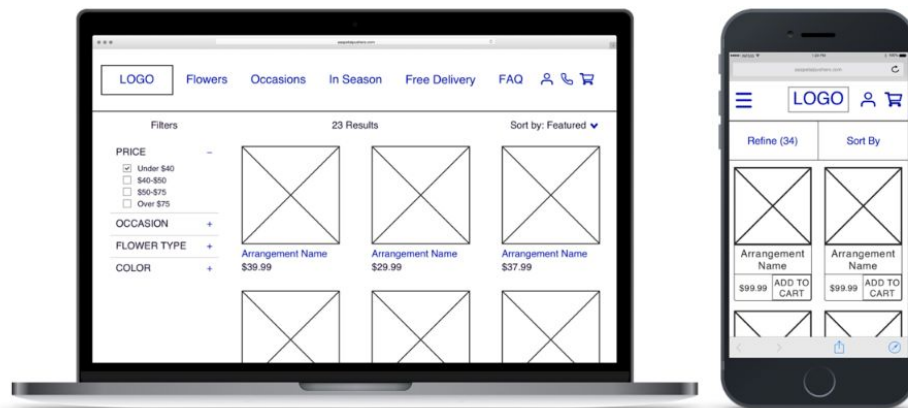 LOGO Flowers Occasions In Season Free Delivery FAQ
Filters 23 Results Sort by: Featured
PRICE –
Under $40
$40-$50
$50-$75
Over $75
OCCASION +
FLOWER TYPE +
COLOR +
Arrangement Name Arrangement Name Arrangement Name
$39.99 $29.99 $37.99
LOGO
Refine (34) Sort By
Arrangement Arrangement
Name Name
$99.99 ADD TO $99.99 ADD TO
CART CART